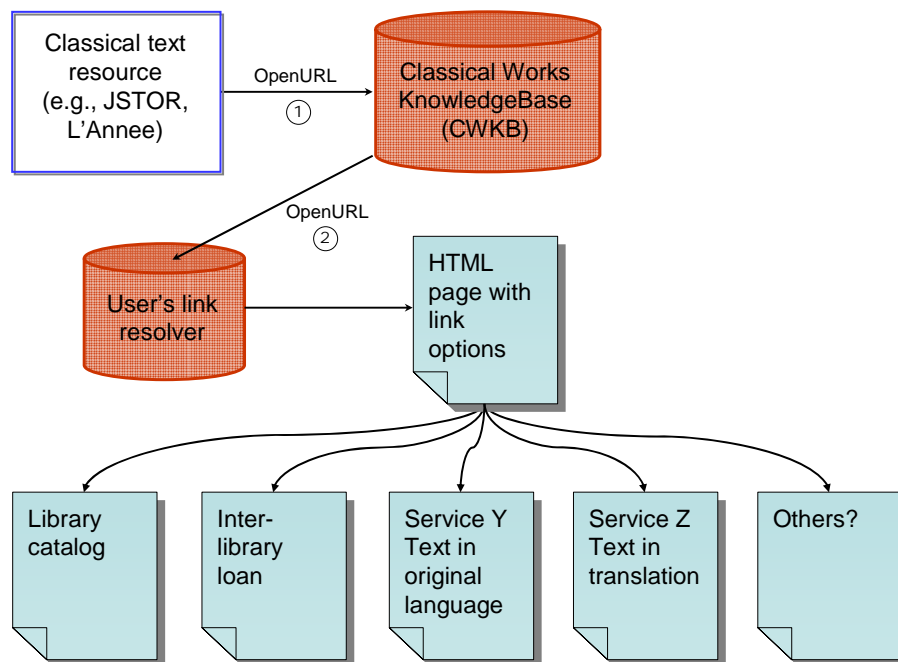 Classical text
resource
(e.g., JSTOR,
L'Annee)
OpenURL
1
Classical Works
KnowledgeBase
(CWKB)
OpenURL
2
User's link
resolver
HTML
page with
link
options
Library
catalog
Inter-
library
loan
Service Y
Text in
original
language
Service Z
Text in
translation
Others?